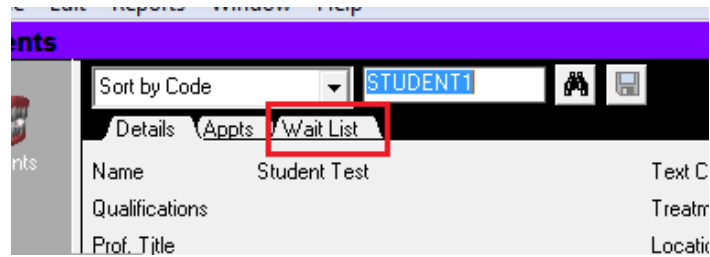 Reports Window Help
Sort by Code STUDENT1
Details Appts Wait List
Name Student Test Text C
Qualifications Treatm
Prof. Title Locatio